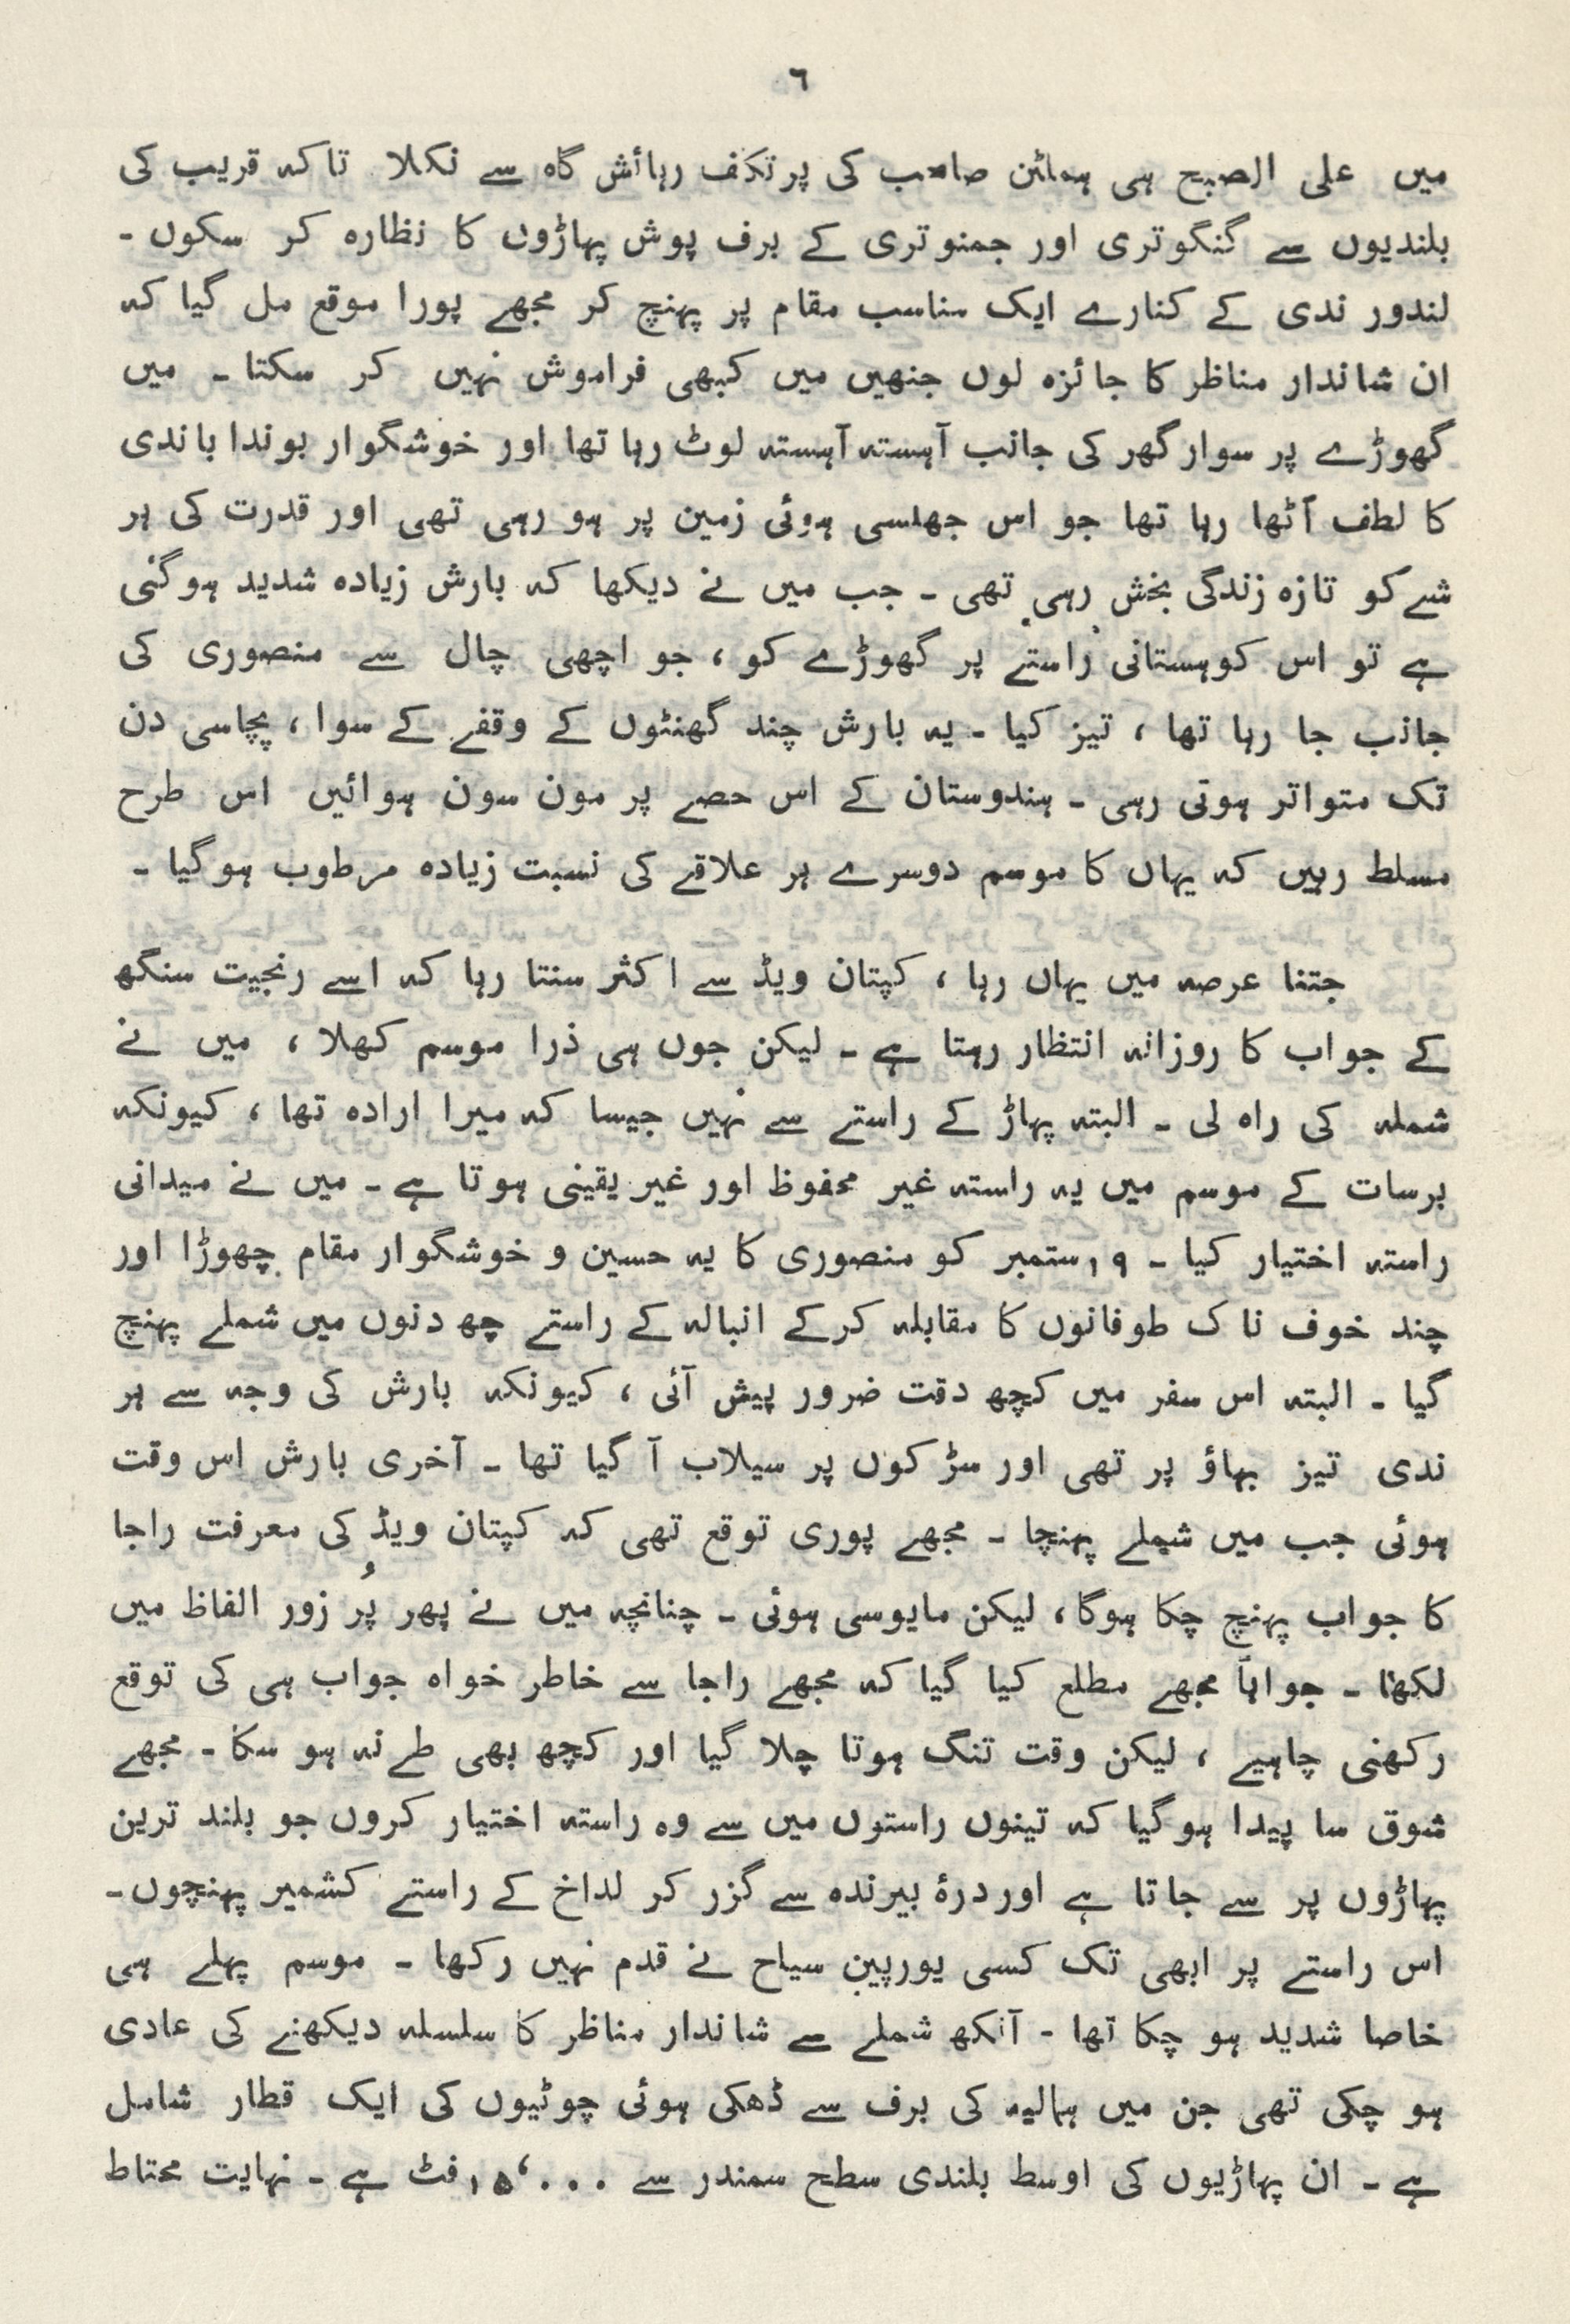 ٦
میں علی الصبح ہی ہملٹن صاحب کی پرتکلف رہائش گاہ سے نکلا تاکہ قریب کی
بلندیوں سے گنگوتری اور جمنوتری کے برف پوش پہاڑوں کا نظارہ کر سکوں ۔
لندور ندی کے کنارے ایک مناسب مقام پر پہنچ کر مجھے پورا موقع مل گیا کہ
ان شاندار مناظر کا جائزہ لوں جنھیں میں کبھی فراموش نہیں کر سکتا ۔ میں
گھوڑے پر سوار گھر کی جانب آہستہ آہستہ لوٹ رہا تھا اور خوشگوار بوندا باندی
کا لطف اُٹھا رہا تھا جو اس جھلسی ہوئی زمین پر ہو رہی تھی اور قدرت کی ہر
شے کو تازہ زندگی بخش رہی تھی ۔ جب میں نے دیکھا کہ بارش زیادہ شدید ہوگئی
ہے تو اس کوہستانی راستے پر گھوڑے کو ، جو اچھی چال سے منصوری کی
جانب جا رہا تھا ، تیز کیا ۔ یہ بارش چند گھنٹوں کے وقفے کے سوا ، پچاسی دن
تک متواتر ہوتی رہی ۔ ہندوستان کے اس حصے پر مون سون ہوائیں اس طرح
مسلط رہیں کہ یہاں کا موسم دوسرے ہر علاقے کی نسبت زیادہ مرطوب ہوگیا ۔
جتنا عرصہ میں یہاں رہا ، کپتان ویڈ سے اکثر سنتا رہا کہ اسے رنجیت سنگھ
کے جواب کا روزانہ انتظار رہتا ہے ۔ لیکن جوں ہی ذرا موسم کھلا ، میں نے
شملہ کی راہ لی ۔ البتہ پہاڑ کے راستے سے نہیں جیسا کہ میرا ارادہ تھا ، کیونکہ
برسات کے موسم میں یہ راستہ غیر محفوظ اور غیر یقینی ہوتا ہے ۔ میں نے میدانی
راستہ اختیار کیا ۔ ۱۹ ستمبر کو منصوری کا یہ حسین و خوشگوار مقام چھوڑا اور
چند خوف ناک طوفانوں کا مقابلہ کرکے انبالہ کے راستے چھ دنوں میں شملے پہنچ
گیا ۔ البتہ اس سفر میں کچھ دقت ضرور پیش آئی ، کیونکہ بارش کی وجہ سے ہر
ندی تیز بہاؤ پر تھی اور سڑکوں پر سیلاب آ گیا تھا ۔ آخری بارش اس وقت
ہوئی جب میں شملے پہنچا ۔ مجھے پوری توقع تھی کہ کپتان ویڈ کی معرفت راجا
کا جواب پہنچ چکا ہوگا ، لیکن مایوسی ہوئی ۔ چنانچہ میں نے پھر پُر زور الفاظ میں
لکھا ۔ جواباً مجھے مطلع کیا گیا کہ مجھے راجا سے خاطر خواہ جواب ہی کی توقع
رکھنی چاہیے ، لیکن وقت تنگ ہوتا چلا گیا اور کچھ بھی طے نہ ہو سکا ۔ مجھے
شوق سا پیدا ہوگیا کہ تینوں راستوں میں سے وہ راستہ اختیار کروں جو بلند ترین
پہاڑوں پر سے جاتا ہے اور درۂ بیرندہ سے گزر کر لداخ کے راستے کشمیر پہنچوں ۔
اس راستے پر ابھی تک کسی یورپین سیاح نے قدم نہیں رکھا ۔ موسم پہلے ہی
خاصا شدید ہو چکا تھا ۔ آنکھ شملے سے شاندار مناظر کا سلسلہ دیکھنے کی عادی
ہو چکی تھی جن میں ہمالیہ کی برف سے ڈھکی ہوئی چوٹیوں کی ایک قطار شامل
ہے ۔ ان پہاڑیوں کی اوسط بلندی سطح سمندر سے ۱۵٬۰۰۰ فٹ ہے ۔ نہایت محتاط